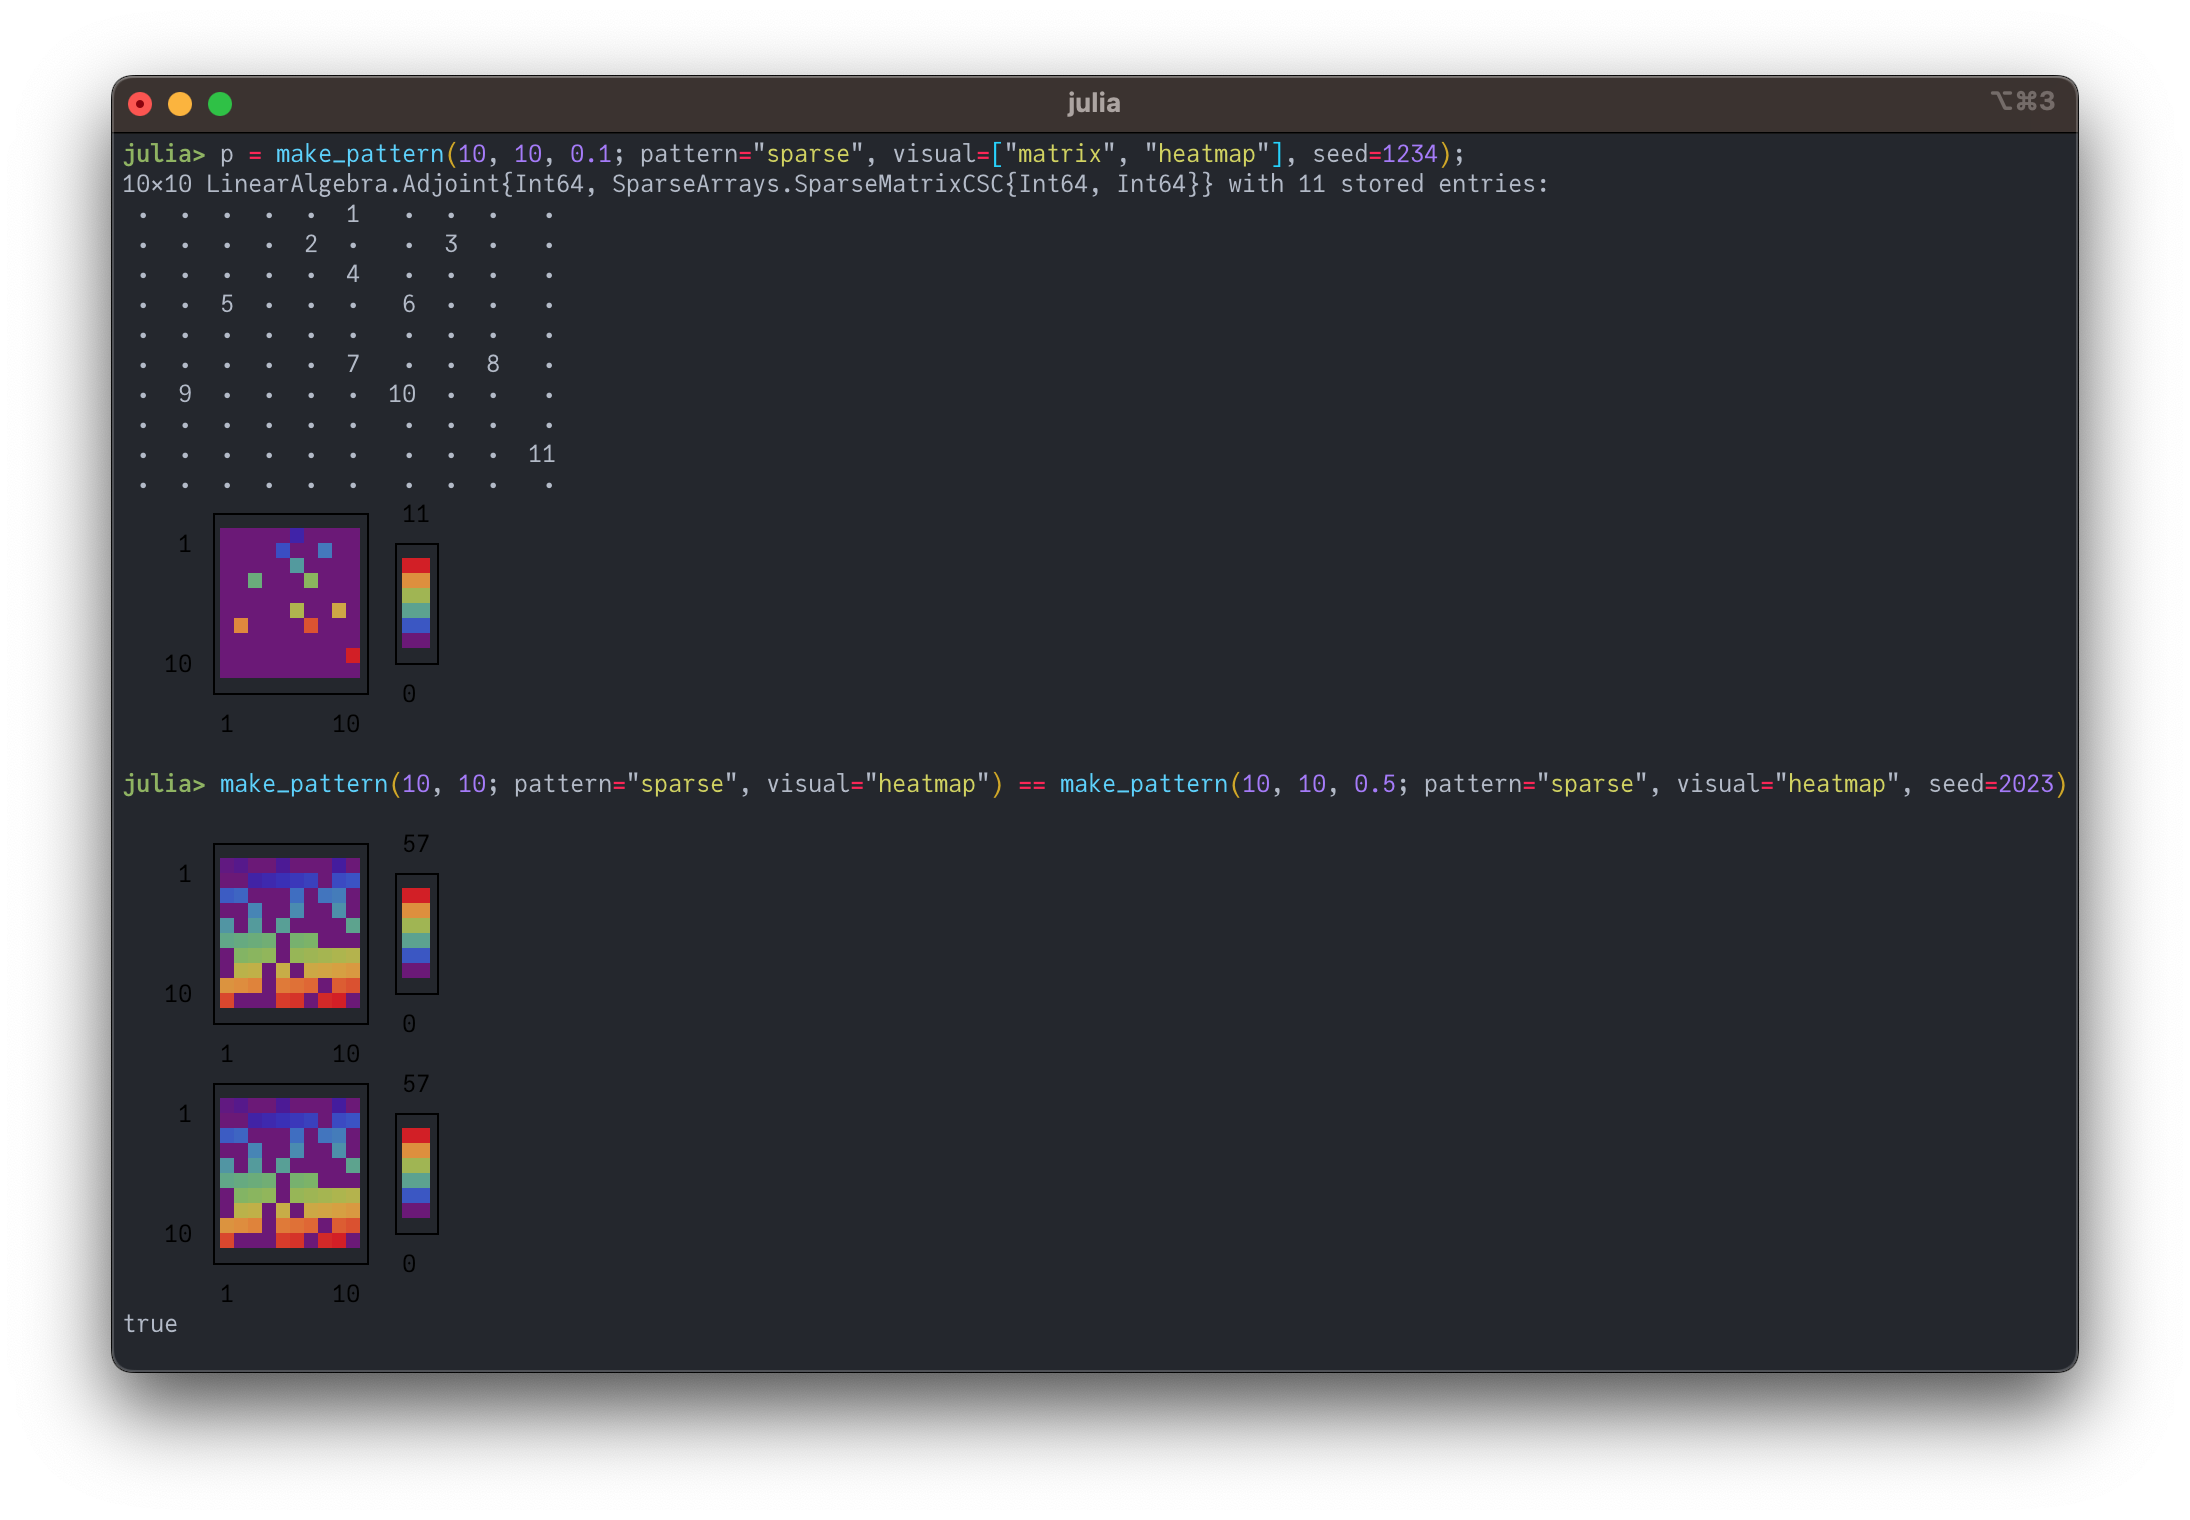 julia
⌥⌘3
julia> p = make_pattern(10, 10, 0.1; pattern="sparse", visual=["matrix", "heatmap"], seed=1234);
10×10 LinearAlgebra.Adjoint{Int64, SparseArrays.SparseMatrixCSC{Int64, Int64}} with 11 stored entries:
 ⋅  ⋅  ⋅  ⋅  ⋅  1   ⋅  ⋅  ⋅   ⋅
 ⋅  ⋅  ⋅  ⋅  2  ⋅   ⋅  3  ⋅   ⋅
 ⋅  ⋅  ⋅  ⋅  ⋅  4   ⋅  ⋅  ⋅   ⋅
 ⋅  ⋅  5  ⋅  ⋅  ⋅   6  ⋅  ⋅   ⋅
 ⋅  ⋅  ⋅  ⋅  ⋅  ⋅   ⋅  ⋅  ⋅   ⋅
 ⋅  ⋅  ⋅  ⋅  ⋅  7   ⋅  ⋅  8   ⋅
 ⋅  9  ⋅  ⋅  ⋅  ⋅  10  ⋅  ⋅   ⋅
 ⋅  ⋅  ⋅  ⋅  ⋅  ⋅   ⋅  ⋅  ⋅   ⋅
 ⋅  ⋅  ⋅  ⋅  ⋅  ⋅   ⋅  ⋅  ⋅  11
 ⋅  ⋅  ⋅  ⋅  ⋅  ⋅   ⋅  ⋅  ⋅   ⋅
11
1
10
0
1 10
julia> make_pattern(10, 10; pattern="sparse", visual="heatmap") == make_pattern(10, 10, 0.5; pattern="sparse", visual="heatmap", seed=2023)
57
1
10
0
1 10
57
1
10
0
1 10
true